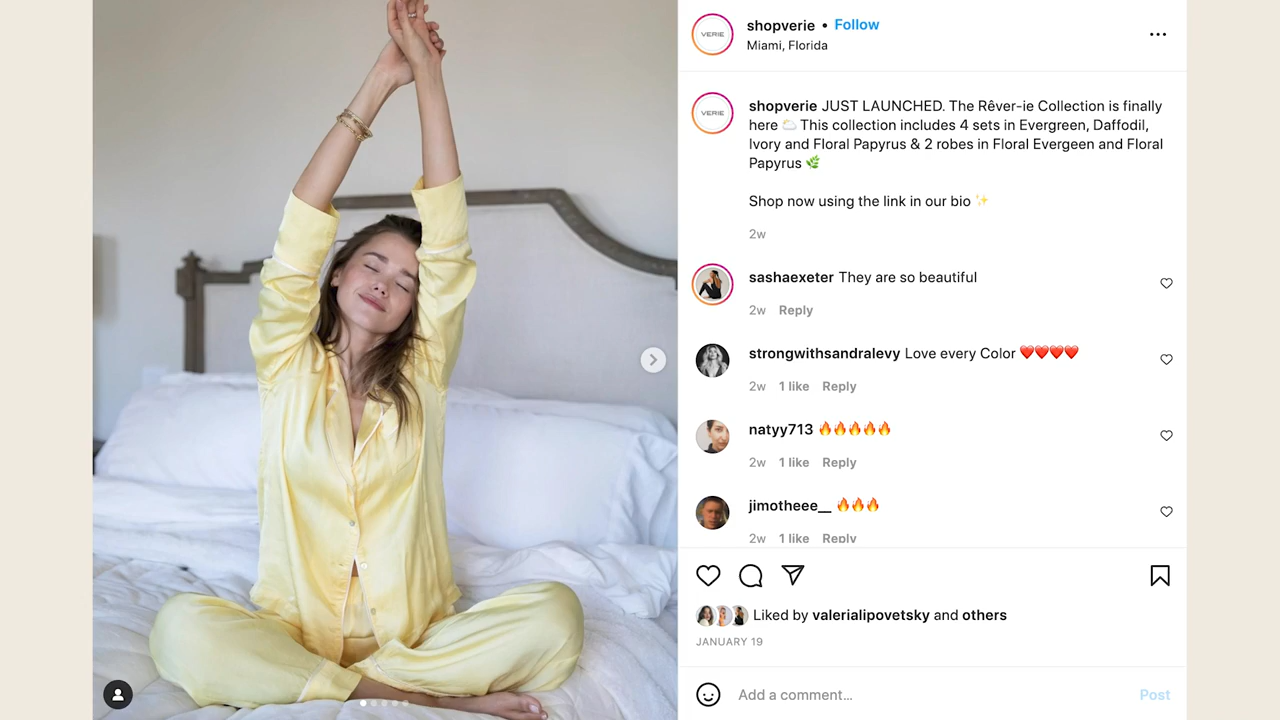 VERIE
shopverie • Follow
Miami, Florida
VERIE
shopverie JUST LAUNCHED. The Rêver-ie Collection is finally
here 🌥️ This collection includes 4 sets in Evergreen, Daffodil,
Ivory and Floral Papyrus & 2 robes in Floral Evergeen and Floral
Papyrus 🌿
Shop now using the link in our bio ✨
2w
sashaexeter They are so beautiful
2w Reply
strongwithsandralevy Love every Color ❤️❤️❤️❤️
2w 1 like Reply
natyy713 🔥🔥🔥🔥🔥
2w 1 like Reply
jimotheee__ 🔥🔥🔥
2w 1 like Reply
Liked by valerialipovetsky and others
JANUARY 19
Add a comment...
Post